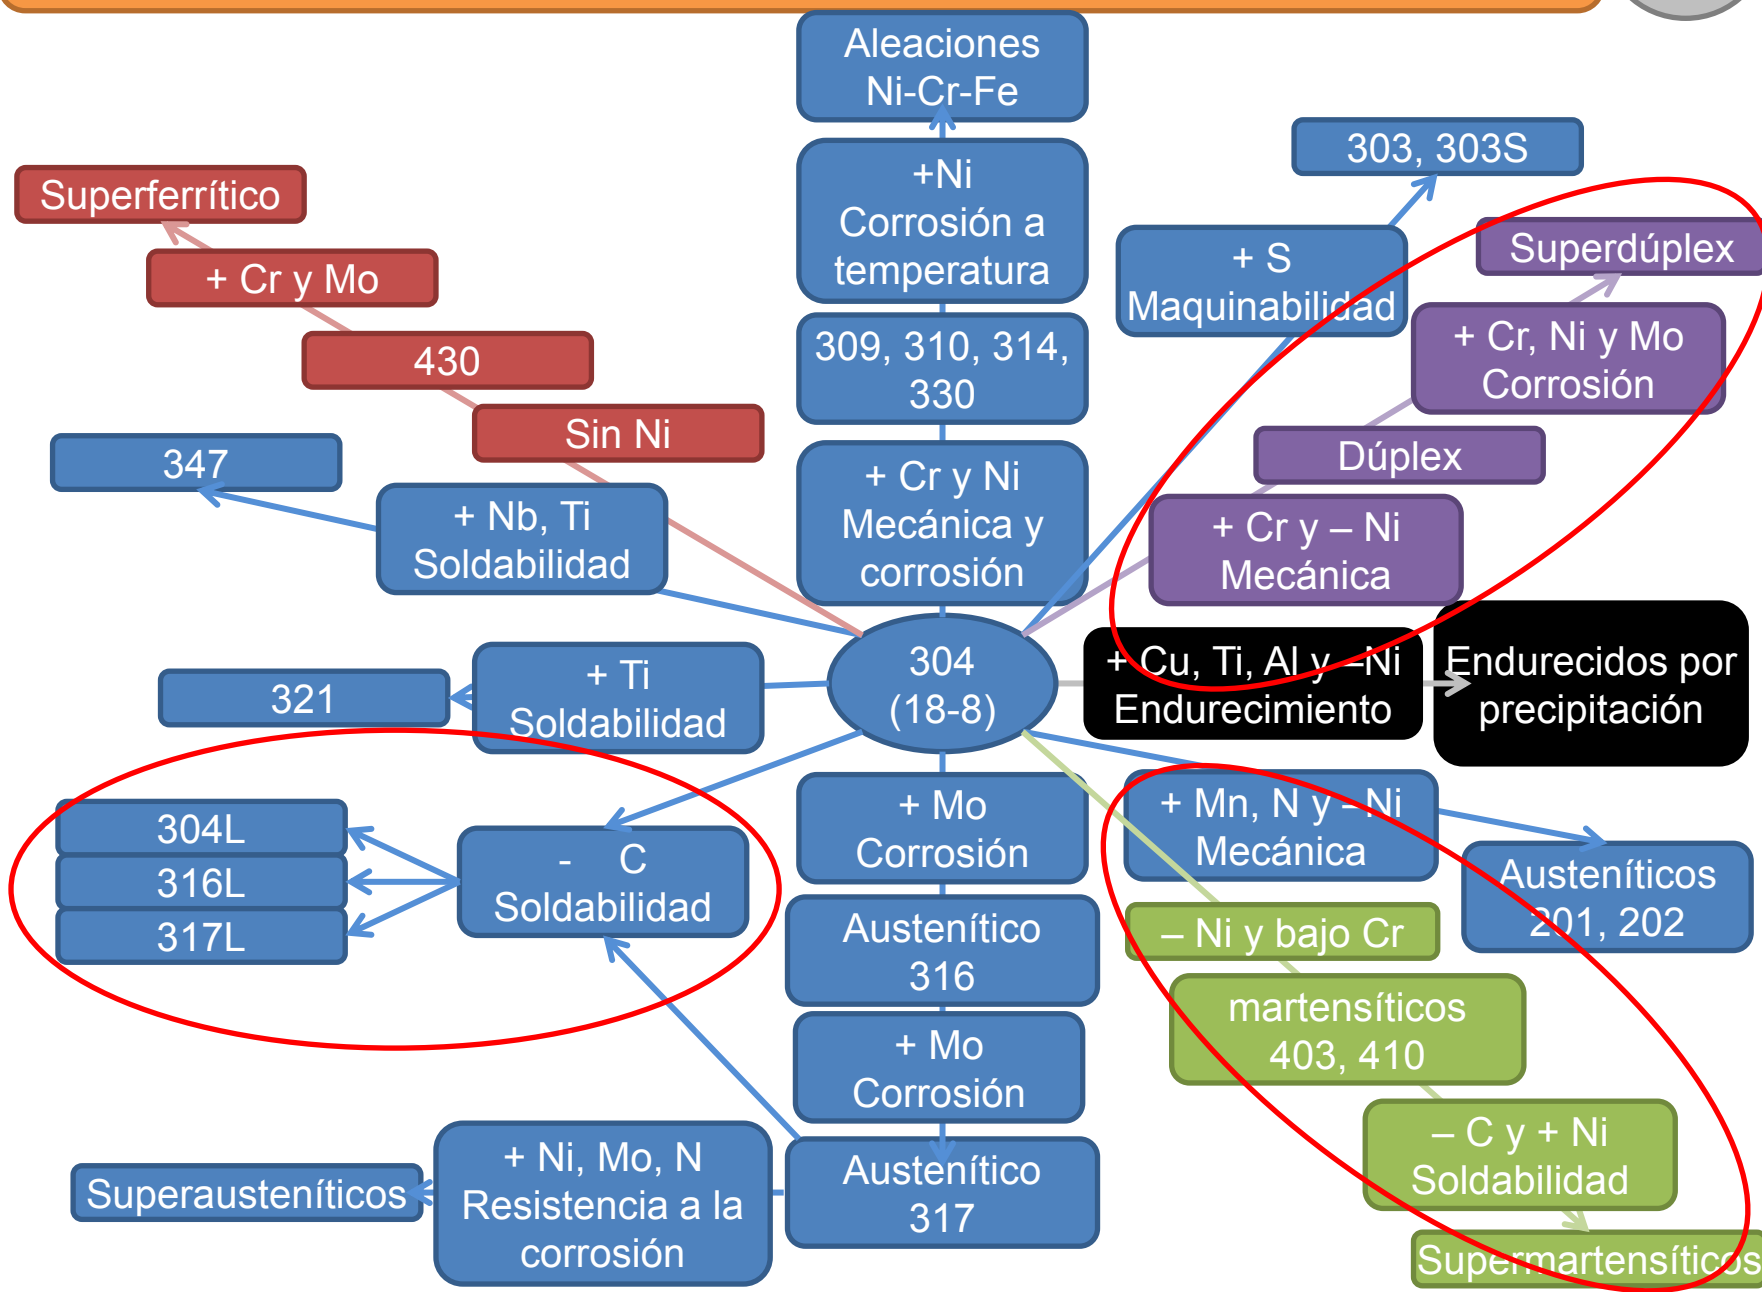 Aleaciones
Ni-Cr-Fe
+Ni
Corrosión a
temperatura
309, 310, 314,
330
+ Cr y Ni
Mecánica y
corrosión
303, 303S
+ S
Maquinabilidad
Superdúplex
+ Cr, Ni y Mo
Corrosión
Dúplex
+ Cr y – Ni
Mecánica
Superferrítico
+ Cr y Mo
430
Sin Ni
347
+ Nb, Ti
Soldabilidad
321
+ Ti
Soldabilidad
304
(18-8)
+ Cu, Ti, Al y –Ni
Endurecimiento
Endurecidos por
precipitación
304L
316L
317L
- C
Soldabilidad
+ Mo
Corrosión
Austenítico
316
+ Mo
Corrosión
Austenítico
317
+ Ni, Mo, N
Resistencia a la
corrosión
Superausteníticos
+ Mn, N y –Ni
Mecánica
Austeníticos
201, 202
– Ni y bajo Cr
martensíticos
403, 410
– C y + Ni
Soldabilidad
Supermartensíticos